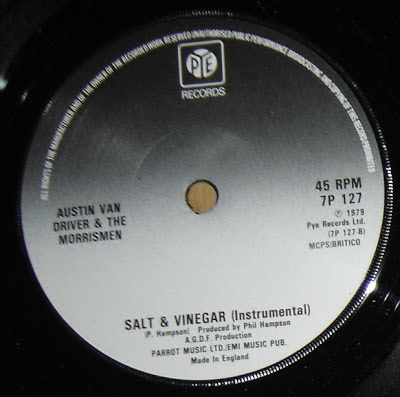 ALL RIGHTS OF THE MANUFACTURER AND OF THE OWNER OF THE RECORDED WORK RESERVED UNAUTHORISED PUBLIC PERFORMANCE BROADCASTING AND COPYING OF THIS RECORD PROHIBITED
PYE
RECORDS
45 RPM
7P 127
℗ 1979
Pye Records Ltd.
(7P 127-B)
MCPS/BRITICO
AUSTIN VAN
DRIVER & THE
MORRISMEN
SALT & VINEGAR (Instrumental)
(P. Hampson) Produced by Phil Hampson
A.G.D.F. Production
PARROT MUSIC LTD./EMI MUSIC PUB.
Made in England